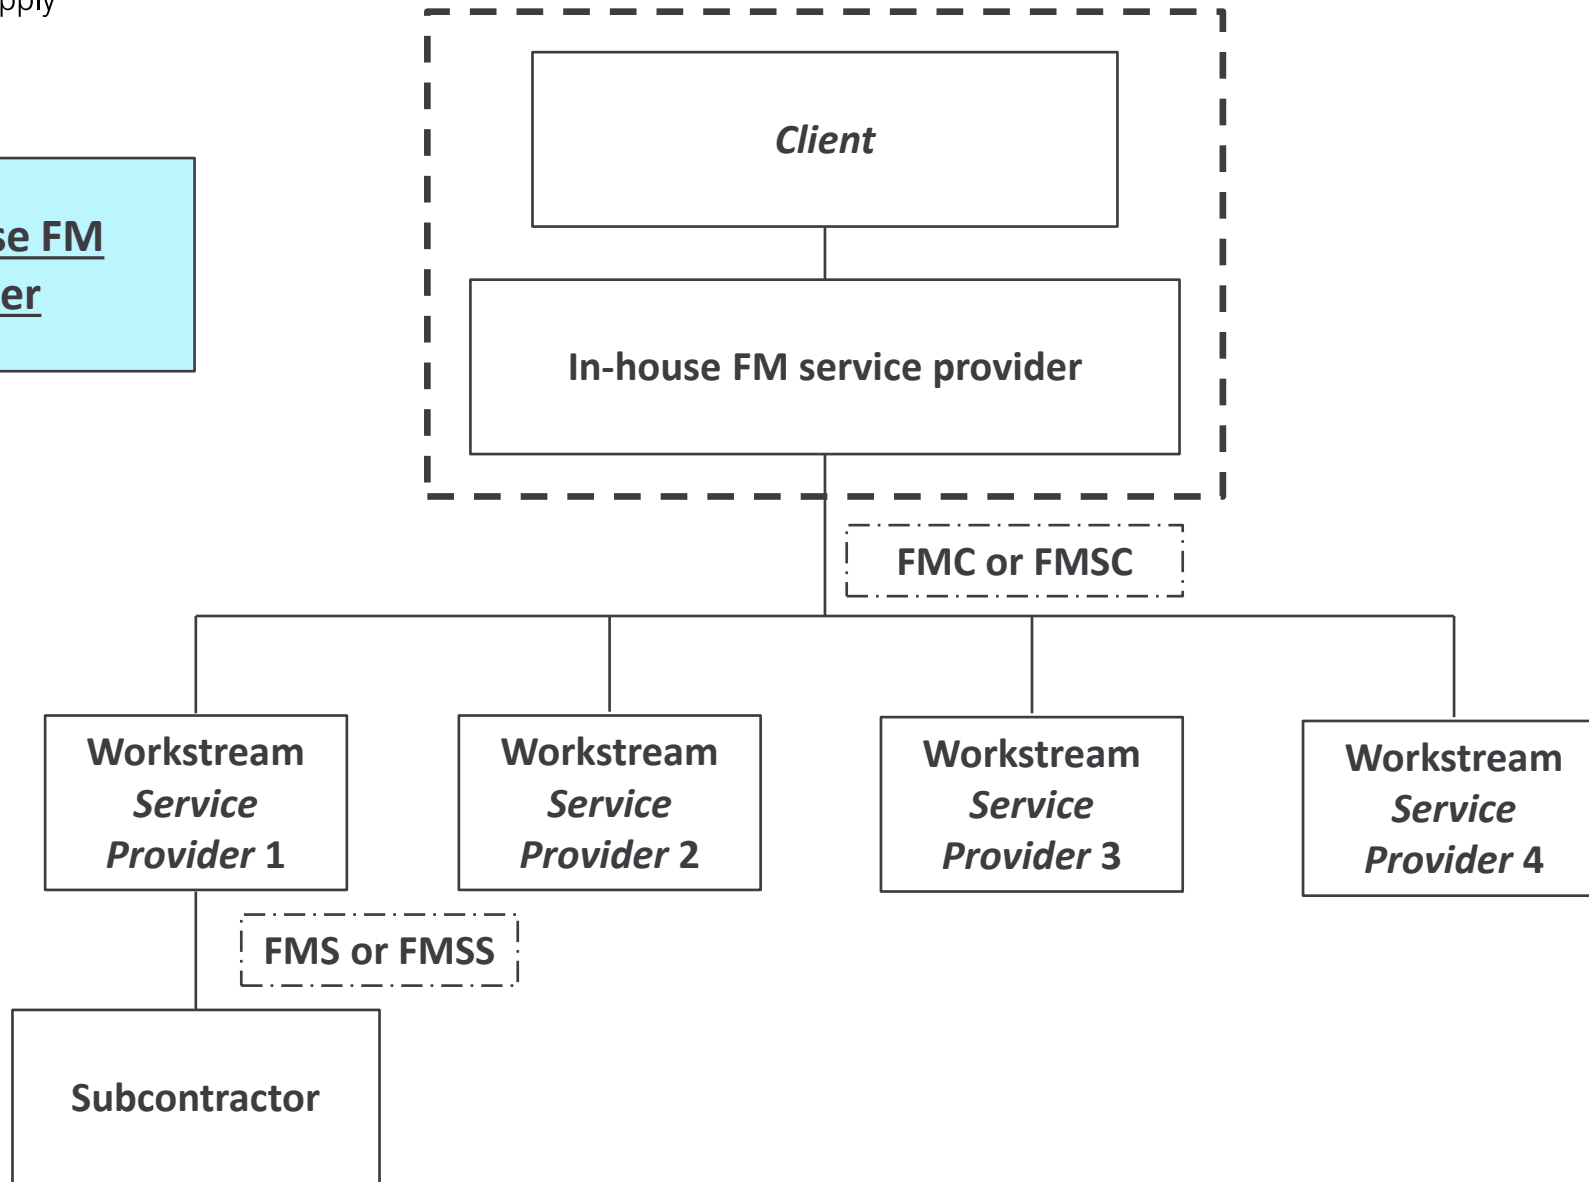 Client
In-house FM service provider
FM
FMC or FMSC
Workstream
Service
Provider 1
Workstream
Service
Provider 2
Workstream
Service
Provider 3
Workstream
Service
Provider 4
FMS or FMSS
Subcontractor